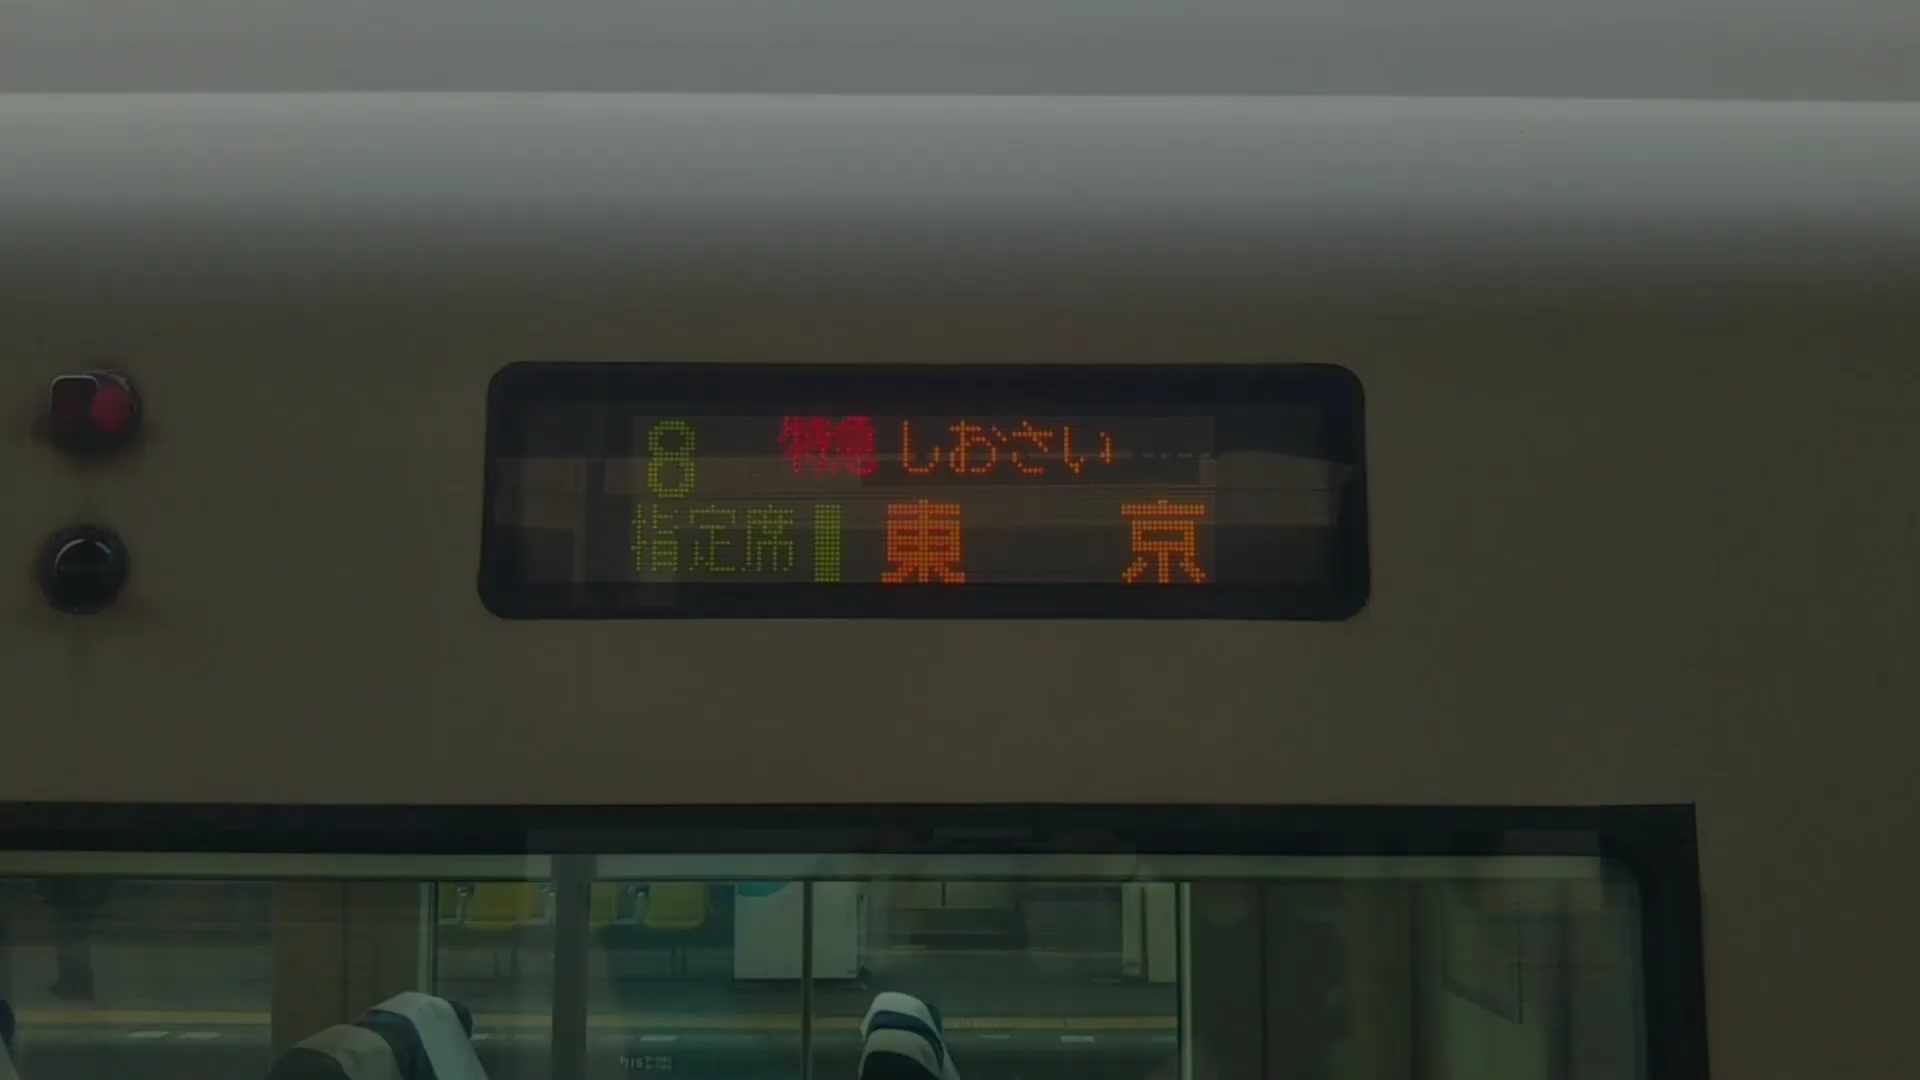 8 特急 しおさい
指定席 東京